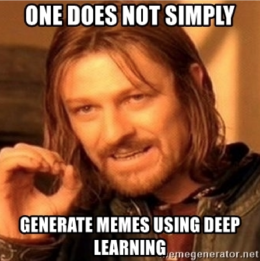 ONE DOES NOT SIMPLY
GENERATE MEMES USING DEEP
LEARNING
memegenerator.net